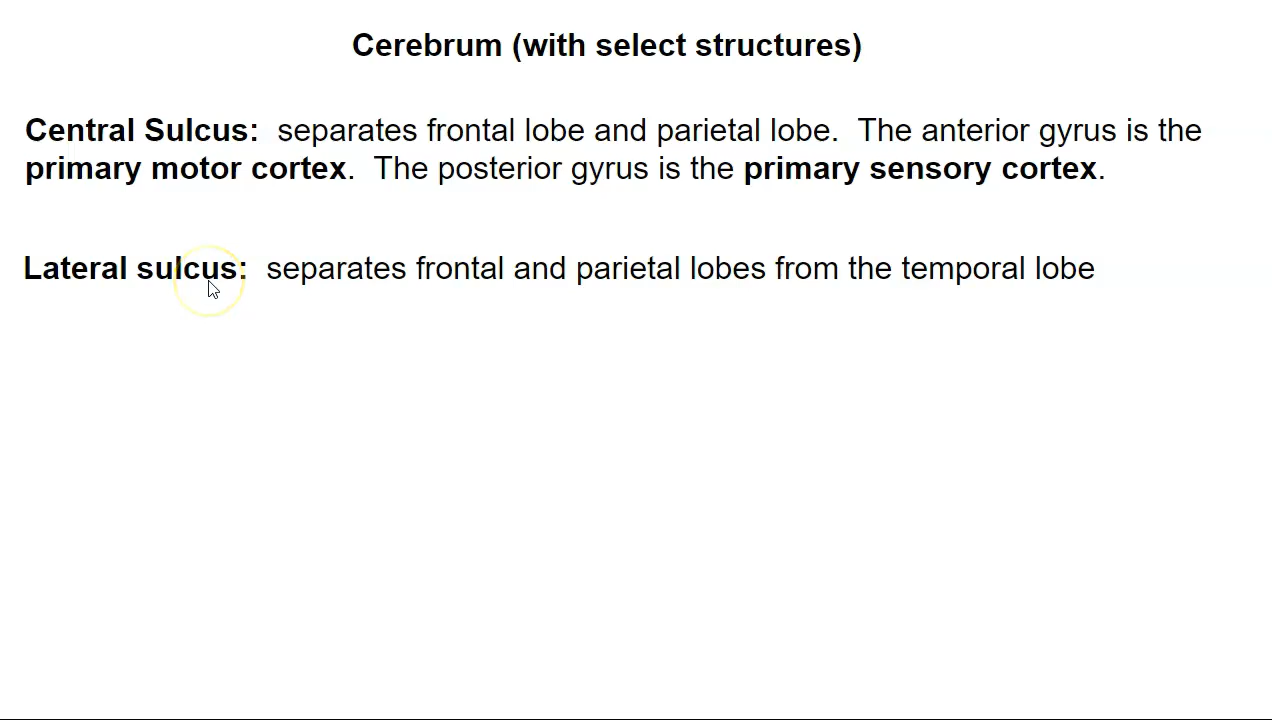 Cerebrum (with select structures)
Central Sulcus: separates frontal lobe and parietal lobe. The anterior gyrus is the
primary motor cortex. The posterior gyrus is the primary sensory cortex.
Lateral sulcus: separates frontal and parietal lobes from the temporal lobe